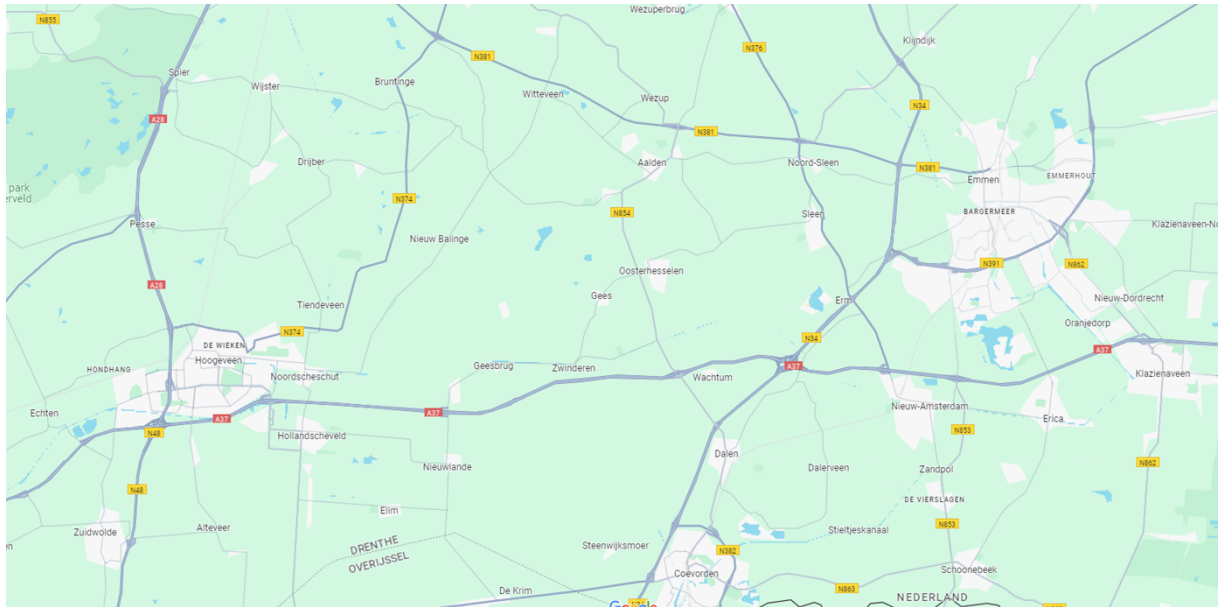 Wezuperbrug
N855
Klijndijk
N376
N381
Spier
Bruntinge
Wijster
Witteveen
Wezup
N34
A28
N381
Drijber
Aalden
Noord-Sleen
N381
Emmen
EMMERHOUT
park
erveld
N374
N854
Sleen
BARGERMEER
Pesse
Klazienaveen-No
Nieuw Balinge
N391
N862
Oosterhesselen
A28
Gees
Erm
Nieuw-Dordrecht
Tiendeveen
Oranjedorp
N374
N34
DE WIEKEN
A37
Hoogeveen
HONDHANG
Geesbrug
Zwinderen
A37
Noordscheschut
Wachtum
Klazienaveen
Echten
A37
A37
Nieuw-Amsterdam
Erica
N48
Hollandscheveld
N853
Dalen
Nieuwlande
Dalerveen
Zandpol
N862
N48
DE VIERSLAGEN
Elim
Zuidwolde
Alteveer
Stieltjeskanaal
N853
DRENTHE
OVERIJSSEL
Steenwijksmoer
N382
Coevorden
Schoonebeek
De Krim
N863
NEDERLAND
Google